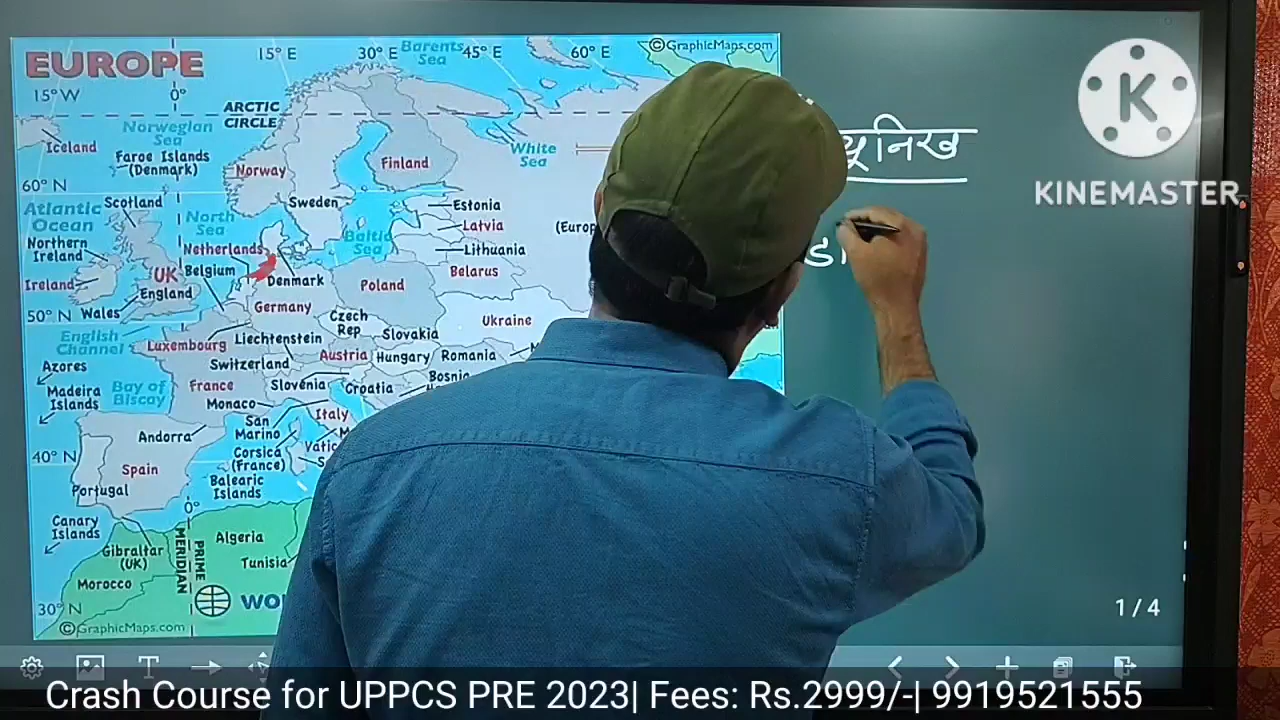 EUROPE
15° W
0°
15° E
30° E
Barents Sea
45° E
60° E
©GraphicMaps.com
ARCTIC CIRCLE
Iceland
Norwegian Sea
Faroe Islands (Denmark)
White Sea
Norway
Finland
60° N
Scotland
Sweden
Estonia
Atlantic Ocean
North Sea
Latvia
(Europ
Northern Ireland
Netherlands
Baltic Sea
Lithuania
UK
Belgium
Belarus
Ireland
England
Denmark
Poland
Germany
50° N
Wales
Czech Rep
Ukraine
English Channel
Luxembourg
Liechtenstein
Slovakia
Azores
Switzerland
Austria
Hungary
Romania
Madeira Islands
Bay of Biscay
France
Slovenia
Croatia
Bosnia
Monaco
San Marino
Italy
Andorra
Vatic
40° N
Spain
Corsica (France)
Portugal
Balearic Islands
0°
Canary Islands
PRIME MERIDIAN
Algeria
Gibraltar (UK)
Tunisia
Morocco
30° N
WO
©GraphicMaps.com
यूनिख
डा
K
KINEMASTER
1/4
T
Crash Course for UPPCS PRE 2023| Fees: Rs.2999/-| 9919521555